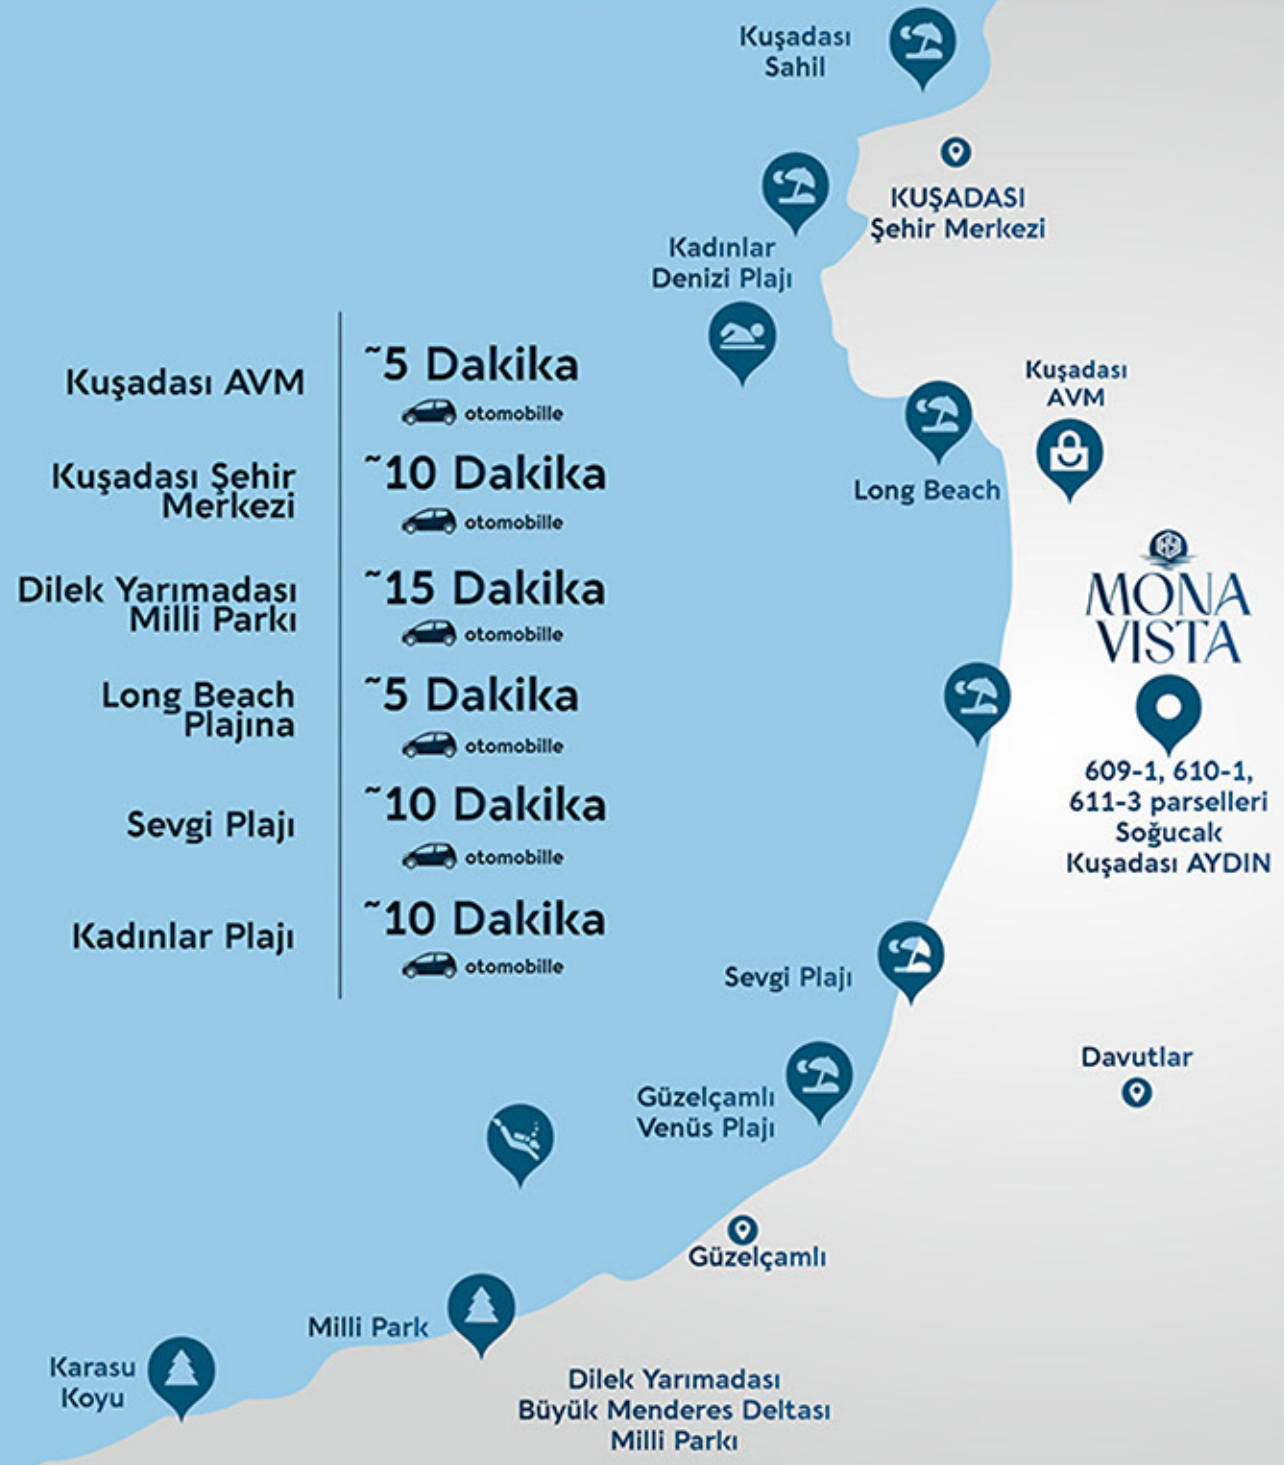 Kuşadası
Sahil
KUŞADASI
Şehir Merkezi
Kadınlar
Denizi Plajı
Kuşadası AVM
~5 Dakika
otomobille
Kuşadası Şehir
Merkezi
~10 Dakika
otomobille
Dilek Yarımadası
Milli Parkı
~15 Dakika
otomobille
Long Beach
Plajına
~5 Dakika
otomobille
Sevgi Plajı
~10 Dakika
otomobille
Kadınlar Plajı
~10 Dakika
otomobille
Kuşadası
AVM
Long Beach
MONA
VISTA
609-1, 610-1,
611-3 parselleri
Soğucak
Kuşadası AYDIN
Sevgi Plajı
Davutlar
Güzelçamlı
Venüs Plajı
Güzelçamlı
Milli Park
Karasu
Koyu
Dilek Yarımadası
Büyük Menderes Deltası
Milli Parkı